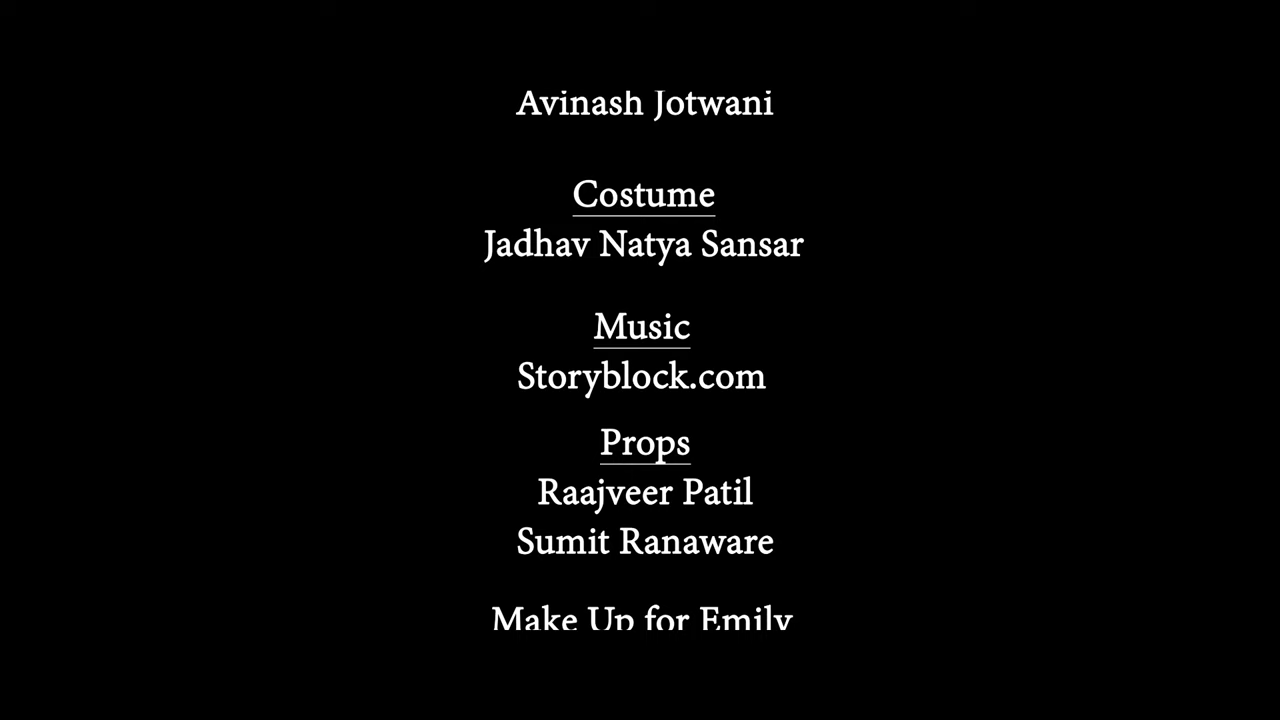 Avinash Jotwani
Costume
Jadhav Natya Sansar
Music
Storyblock.com
Props
Raajveer Patil
Sumit Ranaware
Make Up for Emily